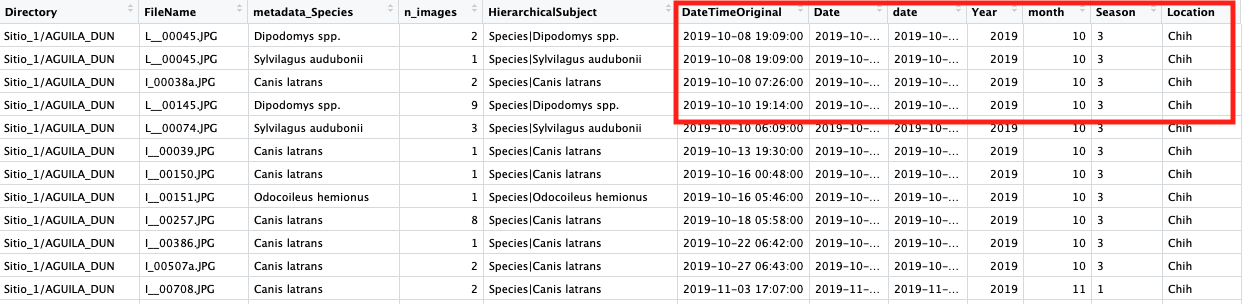 Directory FileName metadata_Species n_images HierarchicalSubject DateTimeOriginal Date date Year month Season Location
Sitio_1/AGUILA_DUN L__00045.JPG Dipodomys spp. 2 Species|Dipodomys spp. 2019-10-08 19:09:00 2019-10-... 2019-10-... 2019 10 3 Chih
Sitio_1/AGUILA_DUN L__00045.JPG Sylvilagus audubonii 1 Species|Sylvilagus audubonii 2019-10-08 19:09:00 2019-10-... 2019-10-... 2019 10 3 Chih
Sitio_1/AGUILA_DUN I_00038a.JPG Canis latrans 2 Species|Canis latrans 2019-10-10 07:26:00 2019-10-... 2019-10-... 2019 10 3 Chih
Sitio_1/AGUILA_DUN L__00145.JPG Dipodomys spp. 9 Species|Dipodomys spp. 2019-10-10 19:14:00 2019-10-... 2019-10-... 2019 10 3 Chih
Sitio_1/AGUILA_DUN L__00074.JPG Sylvilagus audubonii 3 Species|Sylvilagus audubonii 2019-10-10 06:09:00 2019-10-... 2019-10-... 2019 10 3 Chih
Sitio_1/AGUILA_DUN I__00039.JPG Canis latrans 1 Species|Canis latrans 2019-10-13 19:30:00 2019-10-... 2019-10-... 2019 10 3 Chih
Sitio_1/AGUILA_DUN I__00150.JPG Canis latrans 1 Species|Canis latrans 2019-10-16 00:48:00 2019-10-... 2019-10-... 2019 10 3 Chih
Sitio_1/AGUILA_DUN I__00151.JPG Odocoileus hemionus 1 Species|Odocoileus hemionus 2019-10-16 05:46:00 2019-10-... 2019-10-... 2019 10 3 Chih
Sitio_1/AGUILA_DUN I__00257.JPG Canis latrans 8 Species|Canis latrans 2019-10-18 05:58:00 2019-10-... 2019-10-... 2019 10 3 Chih
Sitio_1/AGUILA_DUN I__00386.JPG Canis latrans 1 Species|Canis latrans 2019-10-22 06:42:00 2019-10-... 2019-10-... 2019 10 3 Chih
Sitio_1/AGUILA_DUN I_00507a.JPG Canis latrans 2 Species|Canis latrans 2019-10-27 06:43:00 2019-10-... 2019-10-... 2019 10 3 Chih
Sitio_1/AGUILA_DUN I__00708.JPG Canis latrans 2 Species|Canis latrans 2019-11-03 17:07:00 2019-11-... 2019-11-... 2019 11 1 Chih